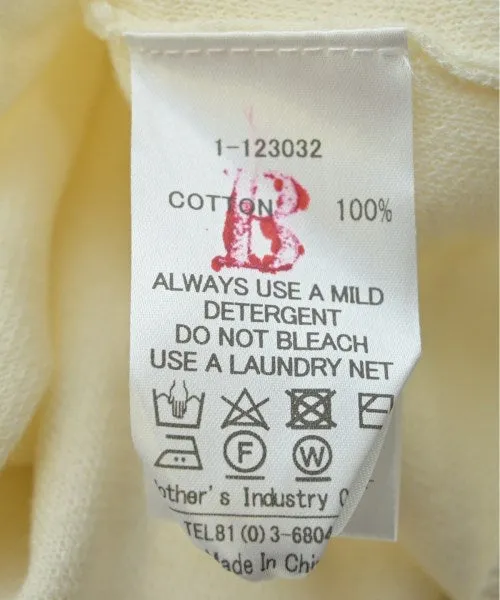 1-123032
COTTON 100%
B
ALWAYS USE A MILD
DETERGENT
DO NOT BLEACH
USE A LAUNDRY NET
F W
other's Industry
TEL81(0)3-6804
Made In